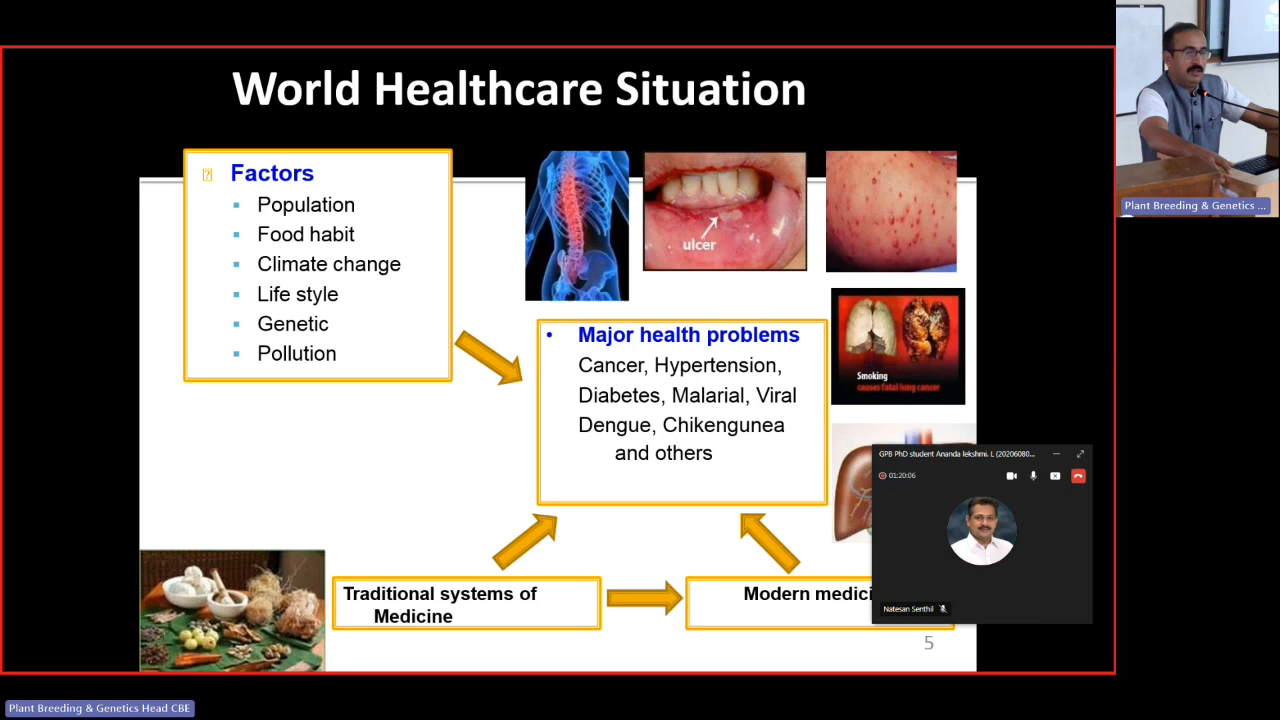 World Healthcare Situation
Factors
Population
Food habit
Climate change
Life style
Genetic
Pollution
ulcer
Smoking
causes fatal lung cancer
Major health problems
Cancer, Hypertension,
Diabetes, Malarial, Viral
Dengue, Chikengunea
and others
Traditional systems of
Medicine
Modern medici
5
GPB PhD student Ananda lekshmi. L (20206080...
01:20:06
Natesan Senthil
Plant Breeding & Genetics ...
Plant Breeding & Genetics Head CBE